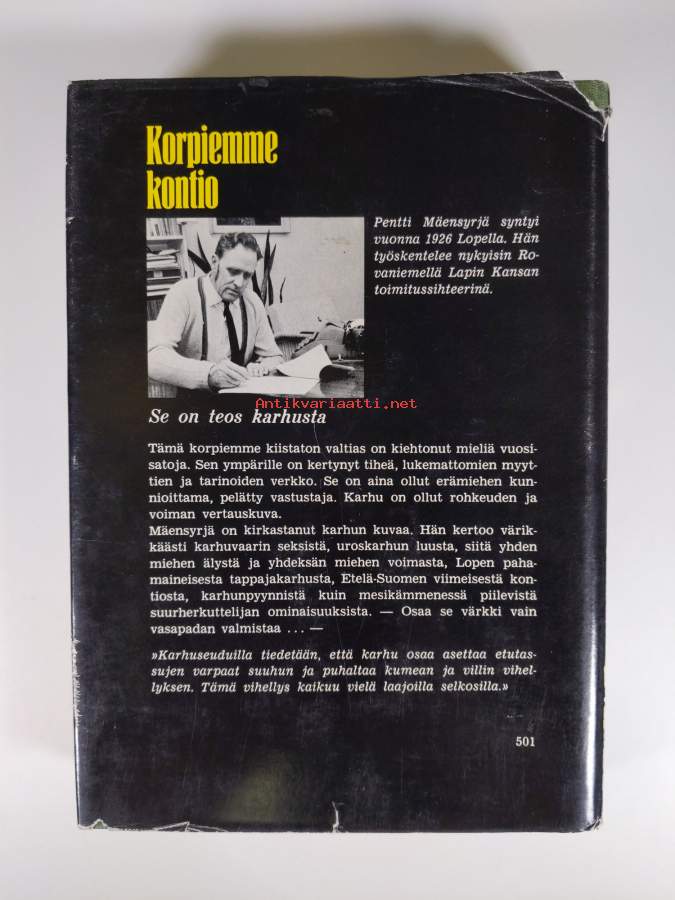 Korpiemme
kontio
Pentti Mäensyrjä syntyi
vuonna 1926 Lopella. Hän
työskentelee nykyisin Ro-
vaniemellä Lapin Kansan
toimitussihteerinä.
Antikvariaatti.net
Se on teos karhusta
Tämä korpiemme kiistaton valtias on kiehtonut mieliä vuosi-
satoja. Sen ympärille on kertynyt tiheä, lukemattomien myyt-
tien ja tarinoiden verkko. Se on aina ollut erämiehen kun-
nioittama, pelätty vastustaja. Karhu on ollut rohkeuden ja
voiman vertauskuva.
Mäensyrjä on kirkastanut karhun kuvaa. Hän kertoo värik-
käästi karhuvaarin seksistä, uroskarhun luusta, siitä yhden
miehen älystä ja yhdeksän miehen voimasta, Lopen paha-
maineisesta tappajakarhusta, Etelä-Suomen viimeisestä kon-
tiosta, karhunpyynnistä kuin mesikämmenessä piilevistä
suurherkuttelijan ominaisuuksista. — Osaa se värkki vain
vasapadan valmistaa . . . —
»Karhuseuduilla tiedetään, että karhu osaa asettaa etutas-
sujen varpaat suuhun ja puhaltaa kumean ja villin vihel-
lyksen. Tämä vihellys kaikuu vielä laajoilla selkosilla.»
501